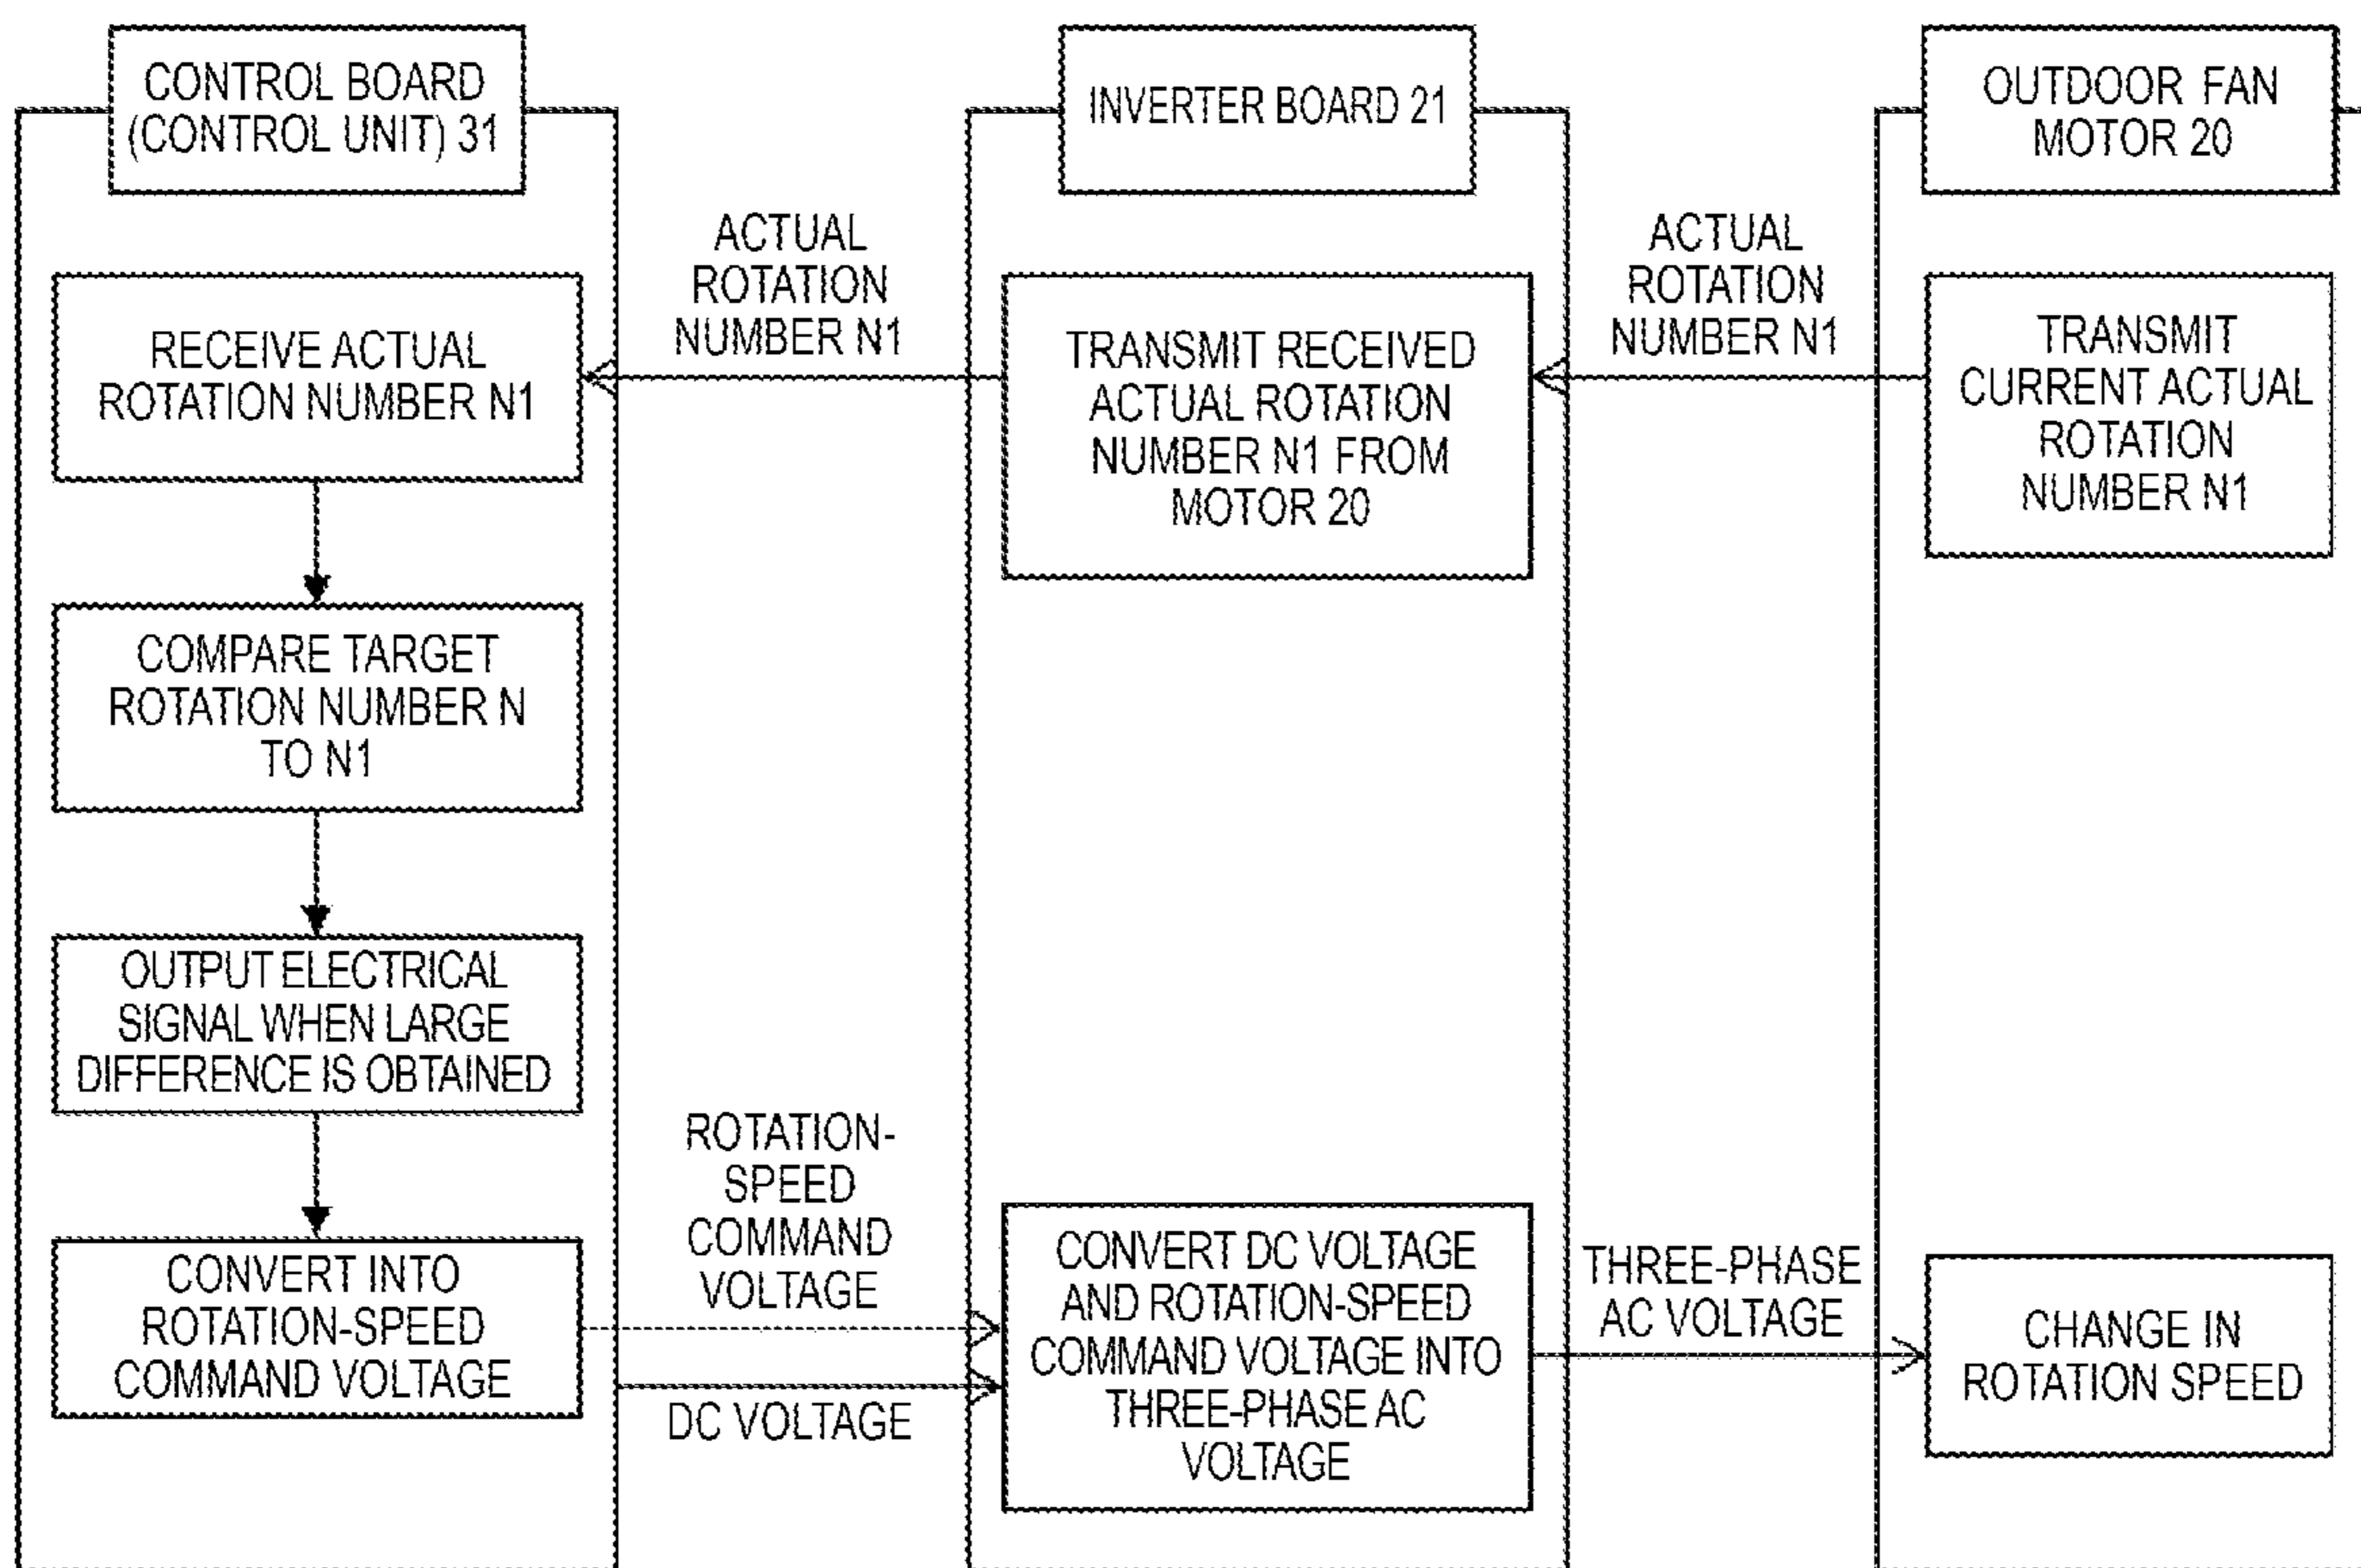 CONTROL BOARD
(CONTROL UNIT) 31
INVERTER BOARD 21
OUTDOOR FAN
MOTOR 20
ACTUAL
ROTATION
NUMBER N1
ACTUAL
ROTATION
NUMBER N1
RECEIVE ACTUAL
ROTATION NUMBER N1
TRANSMIT RECEIVED
ACTUAL ROTATION
NUMBER N1 FROM
MOTOR 20
TRANSMIT
CURRENT ACTUAL
ROTATION
NUMBER N1
COMPARE TARGET
ROTATION NUMBER N
TO N1
OUTPUT ELECTRICAL
SIGNAL WHEN LARGE
DIFFERENCE IS OBTAINED
CONVERT INTO
ROTATION-SPEED
COMMAND VOLTAGE
ROTATION-
SPEED
COMMAND
VOLTAGE
DC VOLTAGE
CONVERT DC VOLTAGE
AND ROTATION-SPEED
COMMAND VOLTAGE INTO
THREE-PHASE AC
VOLTAGE
THREE-PHASE
AC VOLTAGE
CHANGE IN
ROTATION SPEED